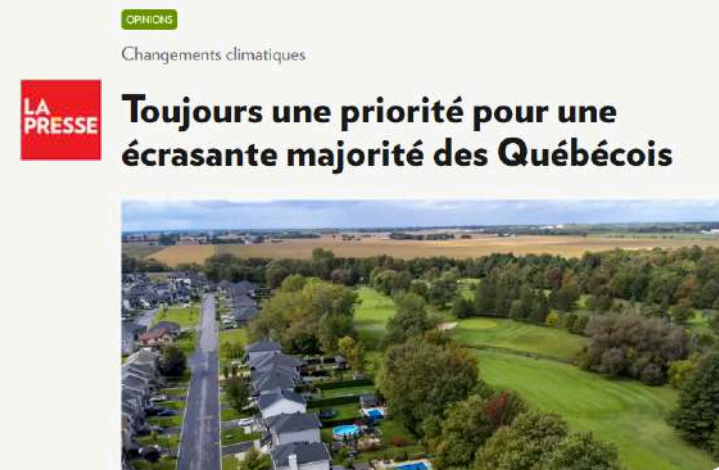 OPINIONS
Changements climatiques
LA
PRESSE
Toujours une priorité pour une
écrasante majorité des Québécois